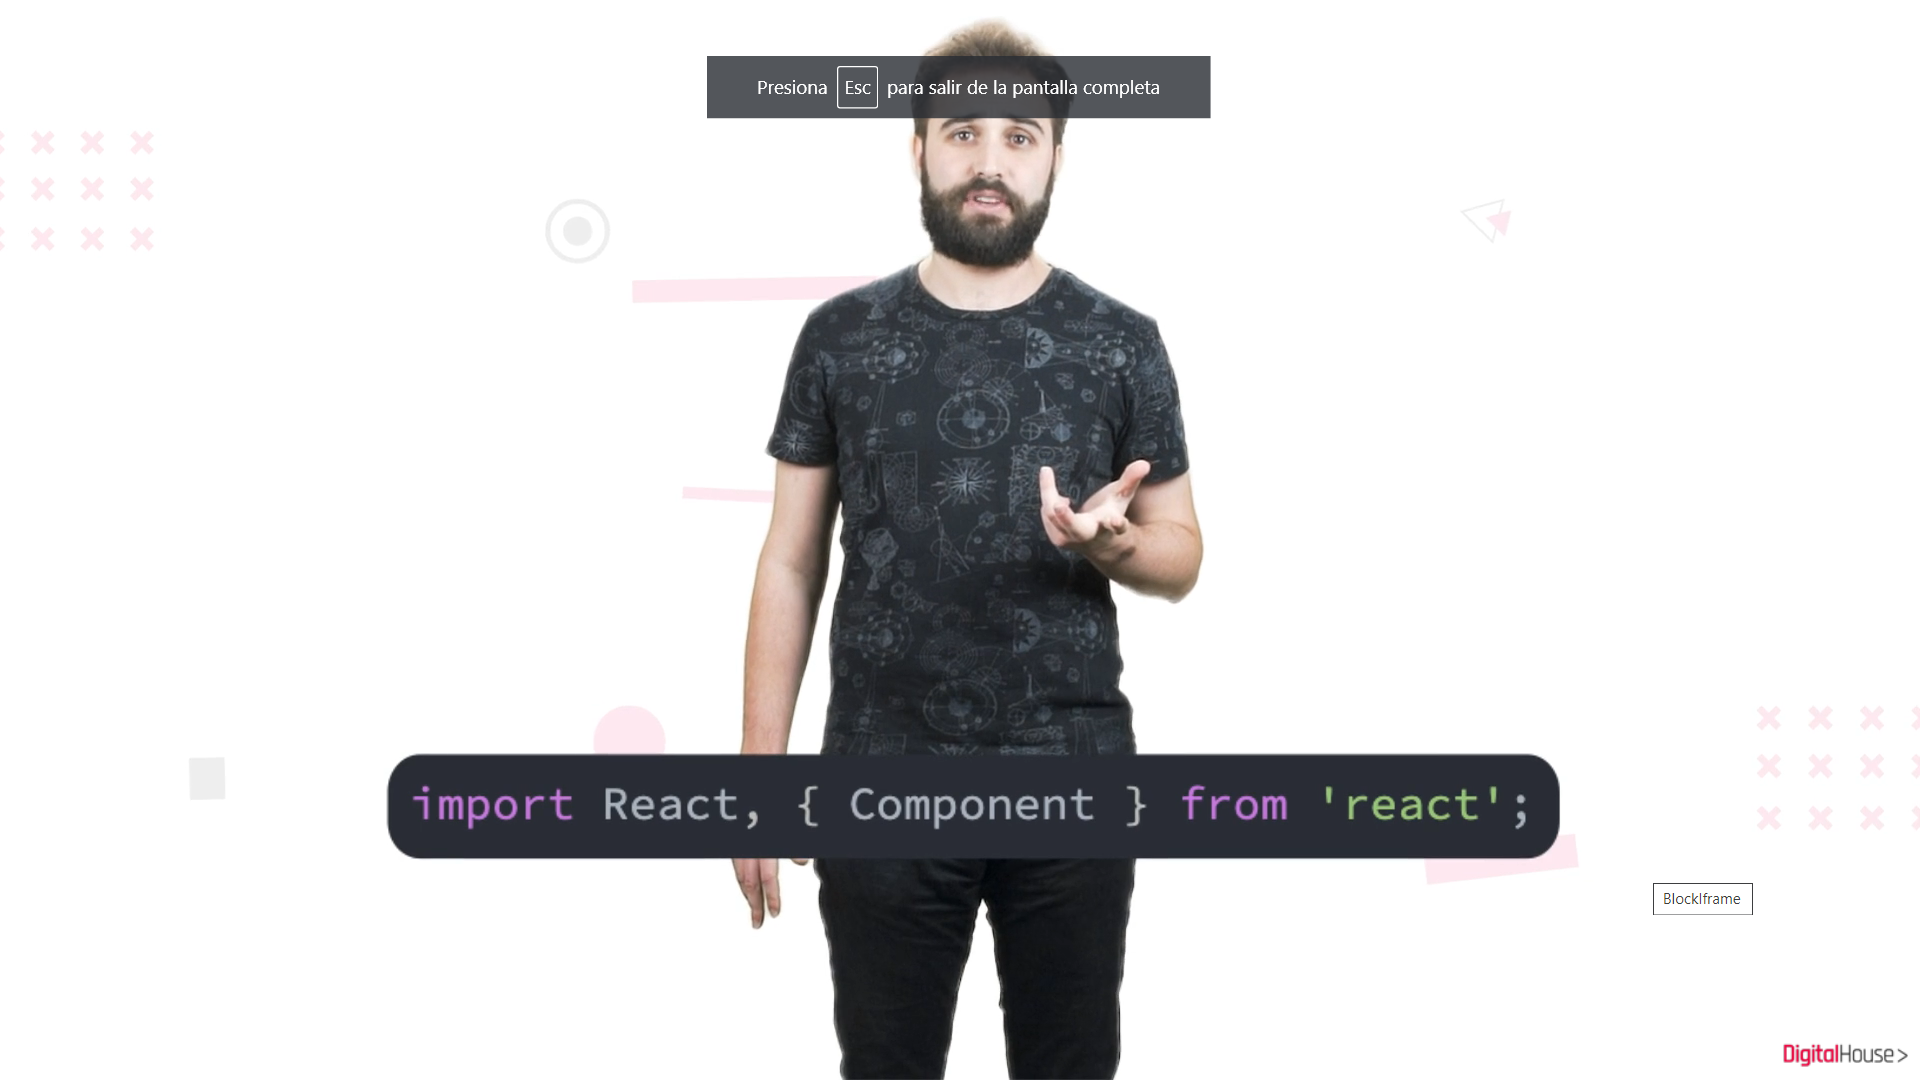 Presiona Esc para salir de la pantalla completa
import React, { Component } from 'react';
BlockIframe
DigitalHouse>